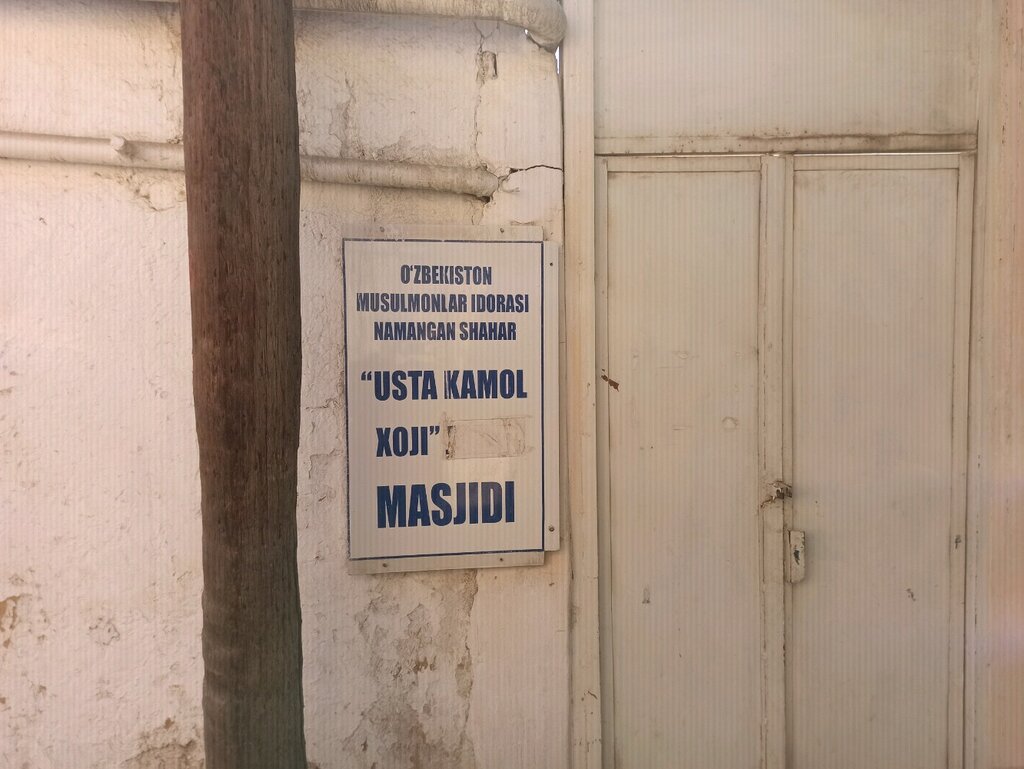 O‘ZBEKISTON
MUSULMONLAR IDORASI
NAMANGAN SHAHAR
“USTA KAMOL
XOJI”
MASJIDI